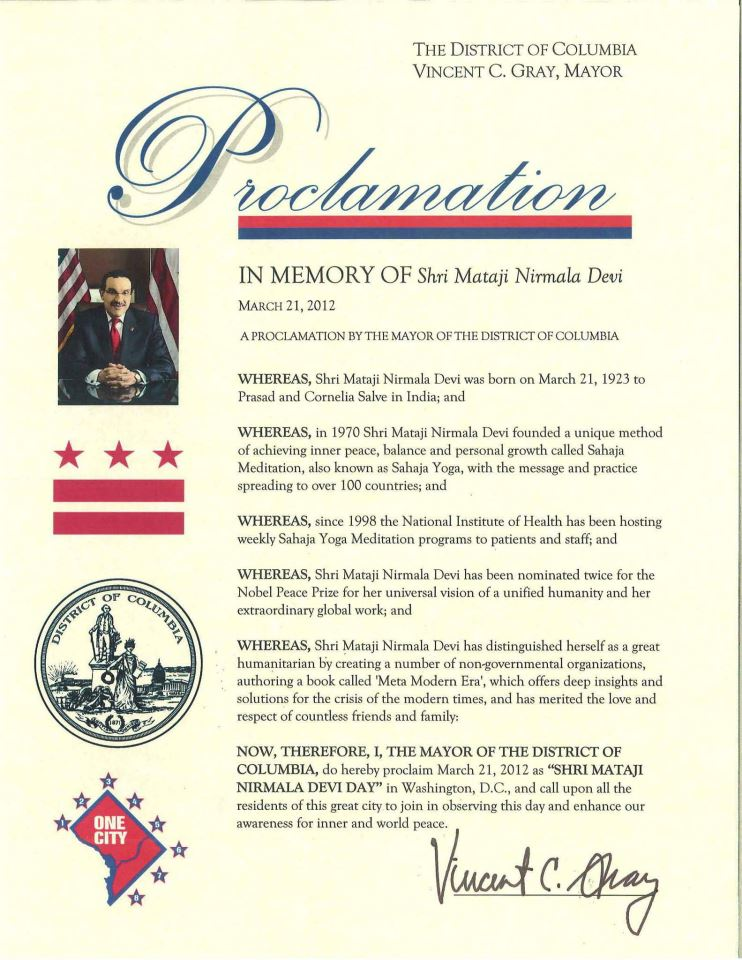 THE DISTRICT OF COLUMBIA
VINCENT C. GRAY, MAYOR
Proclamation
IN MEMORY OF Shri Mataji Nirmala Devi
MARCH 21, 2012
A PROCLAMATION BY THE MAYOR OF THE DISTRICT OF COLUMBIA
WHEREAS, Shri Mataji Nirmala Devi was born on March 21, 1923 to
Prasad and Cornelia Salve in India; and
WHEREAS, in 1970 Shri Mataji Nirmala Devi founded a unique method
of achieving inner peace, balance and personal growth called Sahaja
Meditation, also known as Sahaja Yoga, with the message and practice
spreading to over 100 countries; and
WHEREAS, since 1998 the National Institute of Health has been hosting
weekly Sahaja Yoga Meditation programs to patients and staff; and
WHEREAS, Shri Mataji Nirmala Devi has been nominated twice for the
Nobel Peace Prize for her universal vision of a unified humanity and her
extraordinary global work; and
WHEREAS, Shri Mataji Nirmala Devi has distinguished herself as a great
humanitarian by creating a number of non-governmental organizations,
authoring a book called 'Meta Modern Era', which offers deep insights and
solutions for the crisis of the modern times, and has merited the love and
respect of countless friends and family:
NOW, THEREFORE, I, THE MAYOR OF THE DISTRICT OF
COLUMBIA, do hereby proclaim March 21, 2012 as “SHRI MATAJI
NIRMALA DEVI DAY” in Washington, D.C., and call upon all the
residents of this great city to join in observing this day and enhance our
awareness for inner and world peace.
Vincent C. Gray
DISTRICT OF COLUMBIA
1871
ONE
CITY
1
2
3
4
5
6
7
8